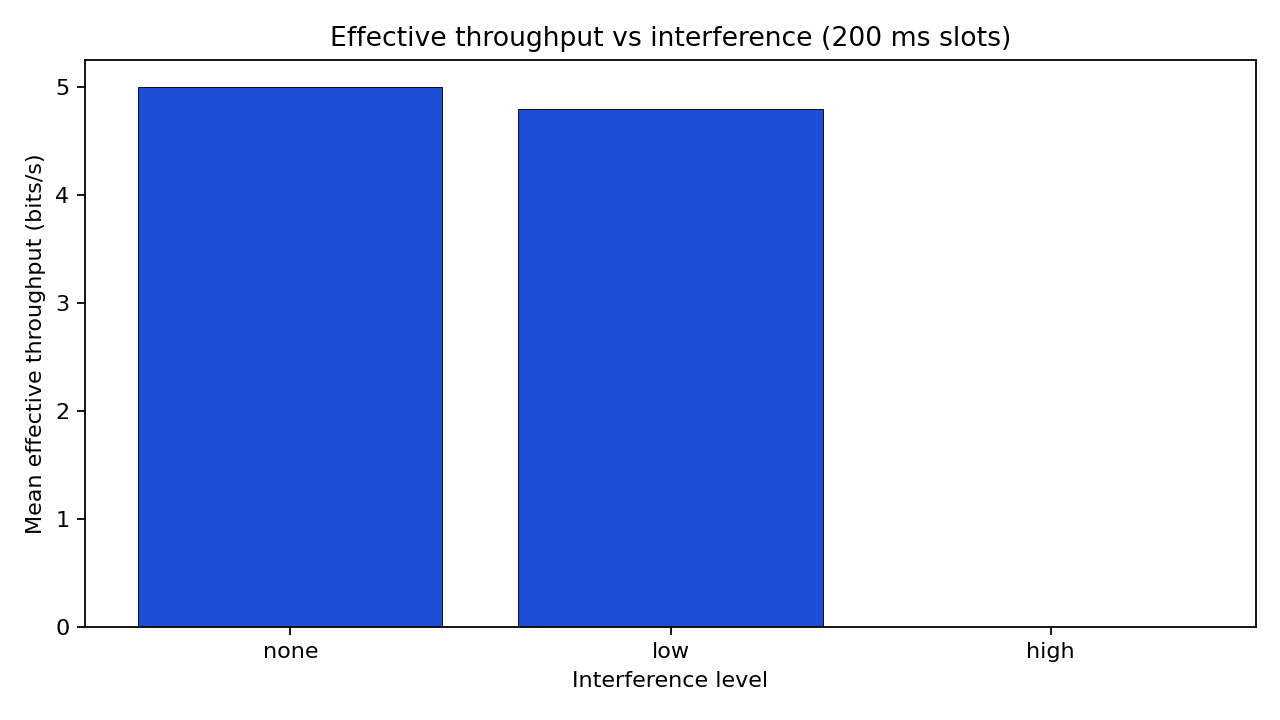 Effective throughput vs interference (200 ms slots)
Mean effective throughput (bits/s)
5
4
3
2
1
0
none low high
Interference level